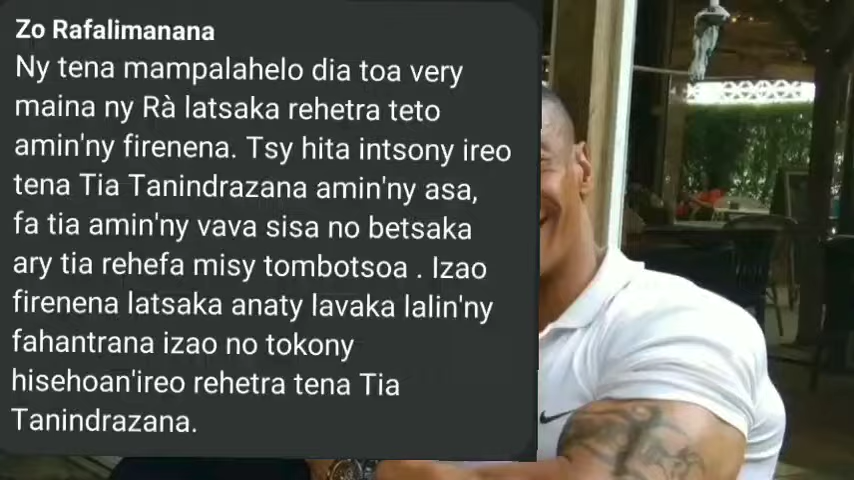 Zo Rafalimanana
Ny tena mampalahelo dia toa very
maina ny Rà latsaka rehetra teto
amin'ny firenena. Tsy hita intsony ireo
tena Tia Tanindrazana amin'ny asa,
fa tia amin'ny vava sisa no betsaka
ary tia rehefa misy tombotsoa . Izao
firenena latsaka anaty lavaka lalin'ny
fahantrana izao no tokony
hisehoan'ireo rehetra tena Tia
Tanindrazana.